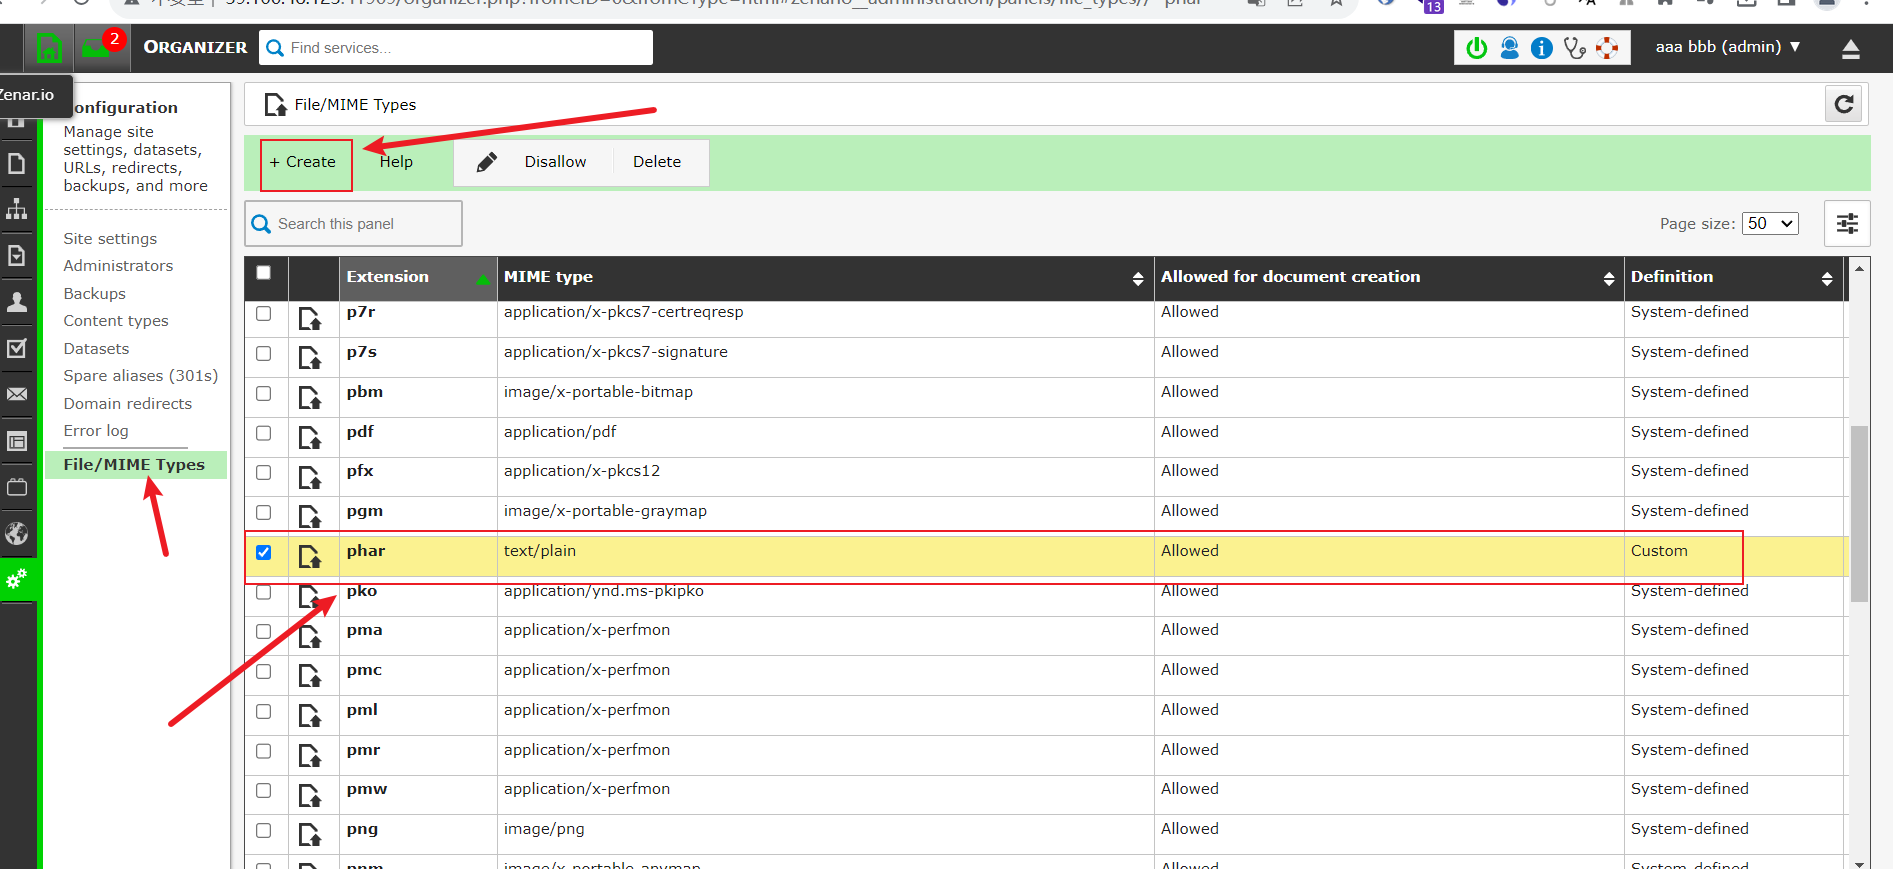 2
ORGANIZER
Find services...
13
aaa bbb (admin) ▼
Zenar.io
onfiguration
Manage site
settings, datasets,
URLs, redirects,
backups, and more
Site settings
Administrators
Backups
Content types
Datasets
Spare aliases (301s)
Domain redirects
Error log
File/MIME Types
File/MIME Types
+ Create
Help
Disallow
Delete
Search this panel
Page size: 50
Extension MIME type Allowed for document creation Definition
p7r application/x-pkcs7-certreqresp Allowed System-defined
p7s application/x-pkcs7-signature Allowed System-defined
pbm image/x-portable-bitmap Allowed System-defined
pdf application/pdf Allowed System-defined
pfx application/x-pkcs12 Allowed System-defined
pgm image/x-portable-graymap Allowed System-defined
phar text/plain Allowed Custom
pko application/ynd.ms-pkipko Allowed System-defined
pma application/x-perfmon Allowed System-defined
pmc application/x-perfmon Allowed System-defined
pml application/x-perfmon Allowed System-defined
pmr application/x-perfmon Allowed System-defined
pmw application/x-perfmon Allowed System-defined
png image/png Allowed System-defined
pnm image/x-portable-anymap Allowed System-defined